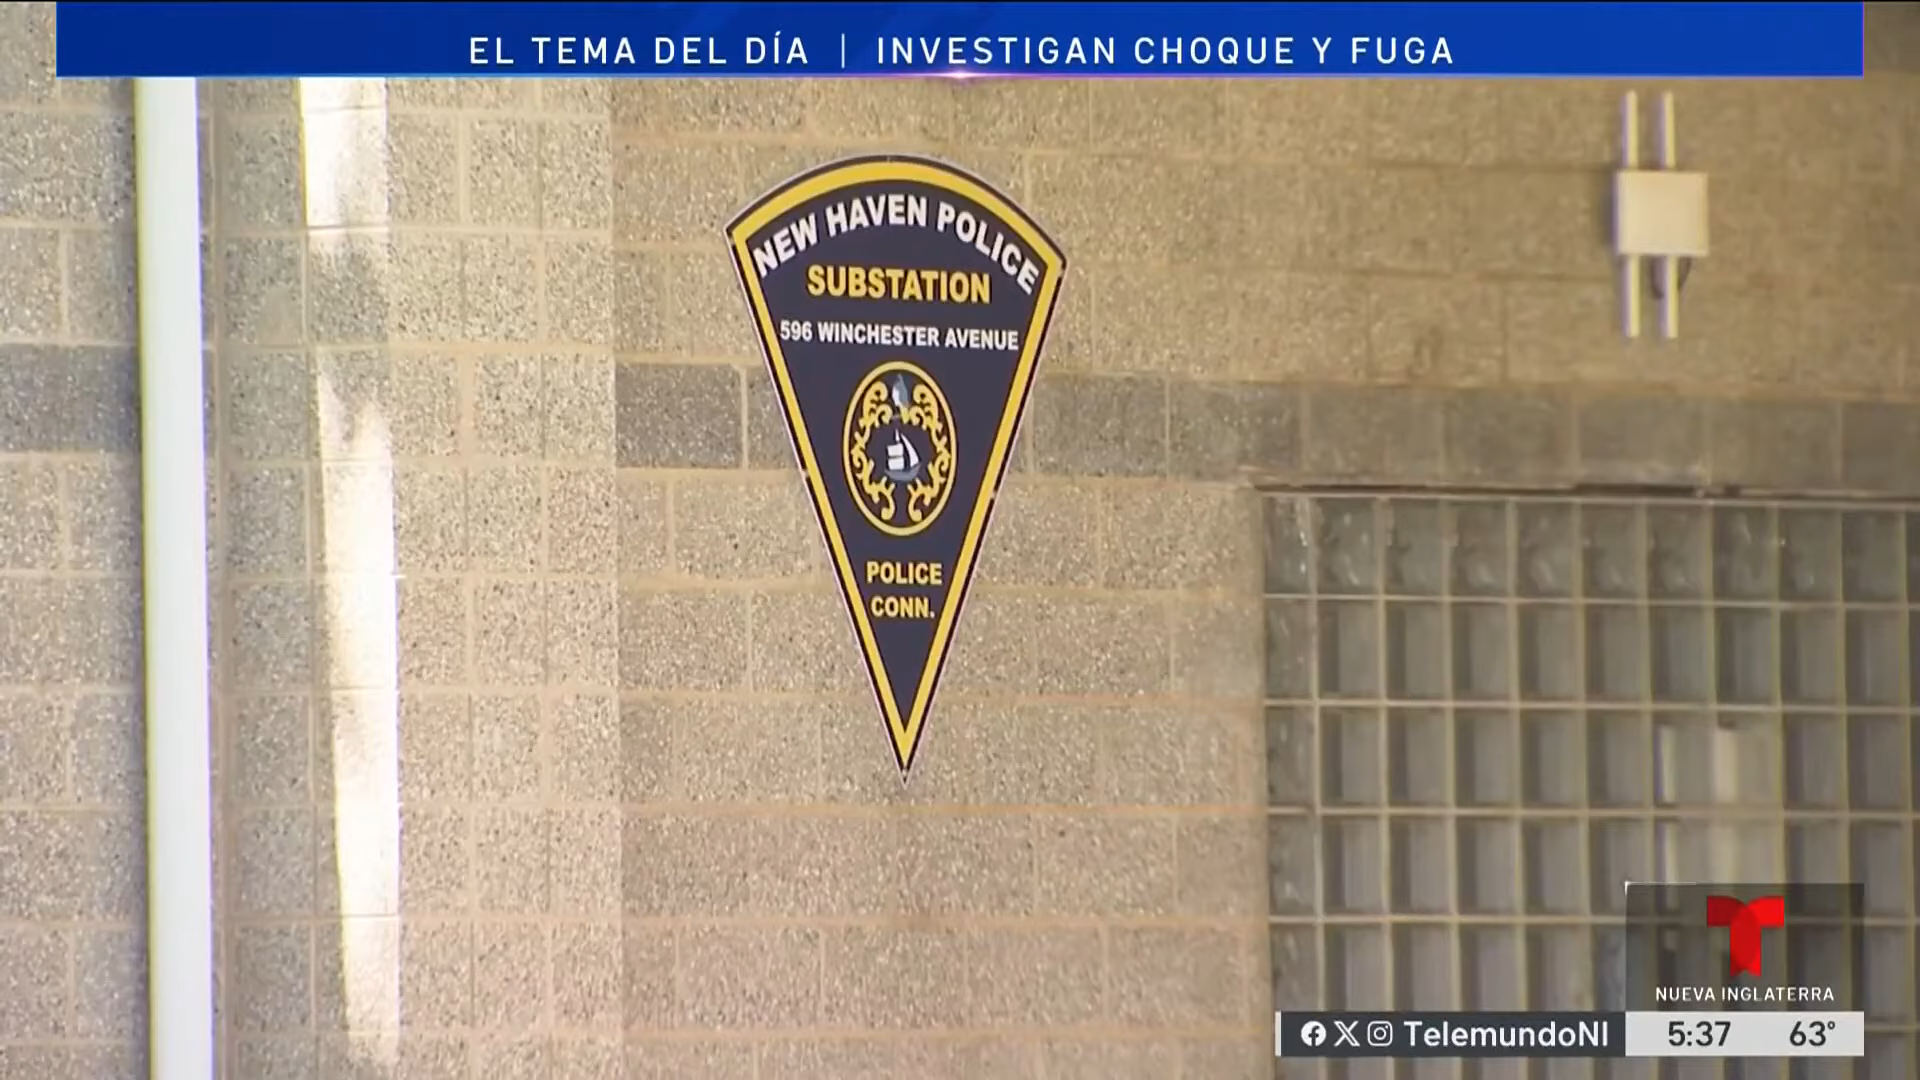 EL TEMA DEL DÍA | INVESTIGAN CHOQUE Y FUGA
NEW HAVEN POLICE
SUBSTATION
596 WINCHESTER AVENUE
POLICE
CONN.
NUEVA INGLATERRA
TelemundoNI
5:37 63°